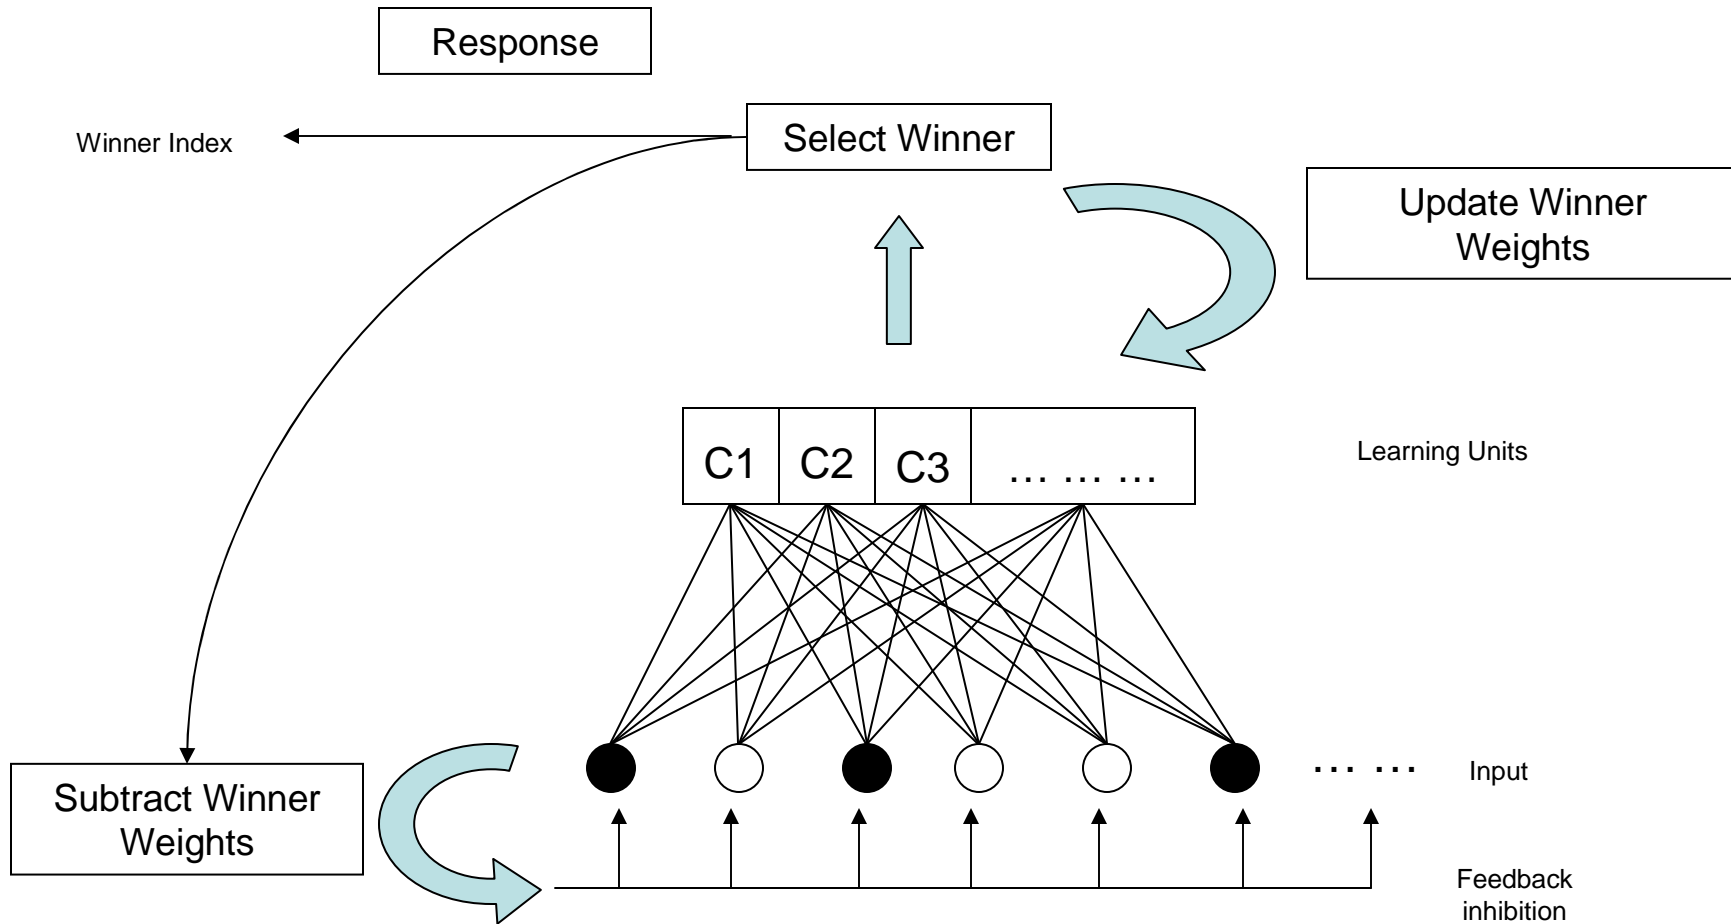 Response
Select Winner
Winner Index
Update Winner
Weights
C1 C2 C3 ... ... ...
Learning Units
... ... Input
Subtract Winner
Weights
Feedback
inhibition